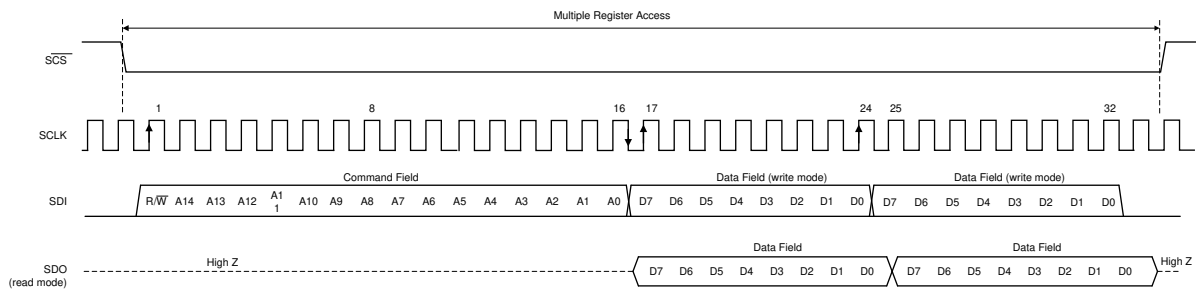 Multiple Register Access
SCS
1 8 16 17 24 25 32
SCLK
Command Field Data Field (write mode) Data Field (write mode)
SDI R/W A14 A13 A12 A1 A10 A9 A8 A7 A6 A5 A4 A3 A2 A1 A0 D7 D6 D5 D4 D3 D2 D1 D0 D7 D6 D5 D4 D3 D2 D1 D0
1
Data Field Data Field
High Z High Z
SDO D7 D6 D5 D4 D3 D2 D1 D0 D7 D6 D5 D4 D3 D2 D1 D0
(read mode)